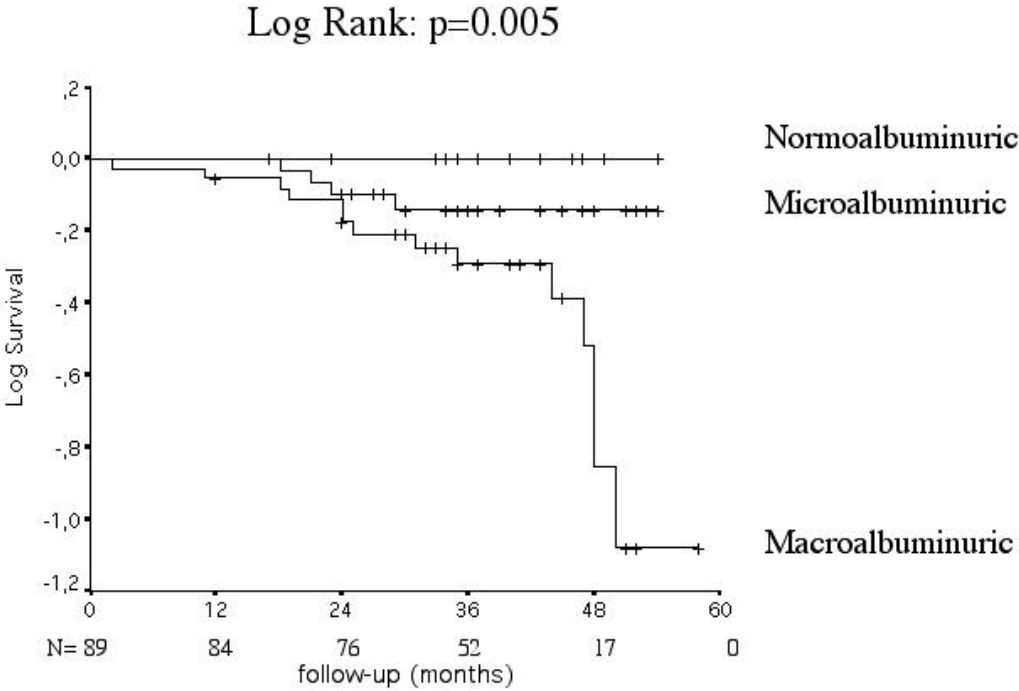 Log Rank: p=0.005
,2
0,0
-,2
-,4
-,6
-,8
-1,0
-1,2
Log Survival
Normoalbuminuric
Microalbuminuric
Macroalbuminuric
0 12 24 36 48 60
N= 89 84 76 52 17 0
follow-up (months)